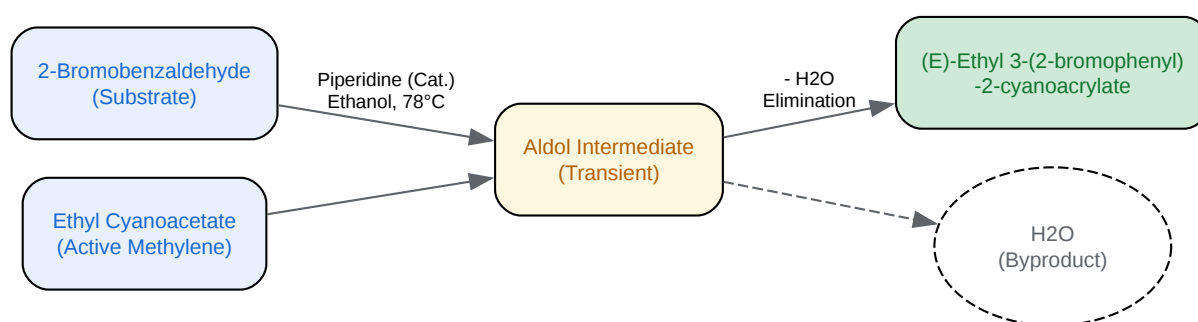 2-Bromobenzaldehyde
(Substrate)
Piperidine (Cat.)
Ethanol, 78°C
Ethyl Cyanoacetate
(Active Methylene)
Aldol Intermediate
(Transient)
- H2O
Elimination
(E)-Ethyl 3-(2-bromophenyl)
-2-cyanoacrylate
H2O
(Byproduct)